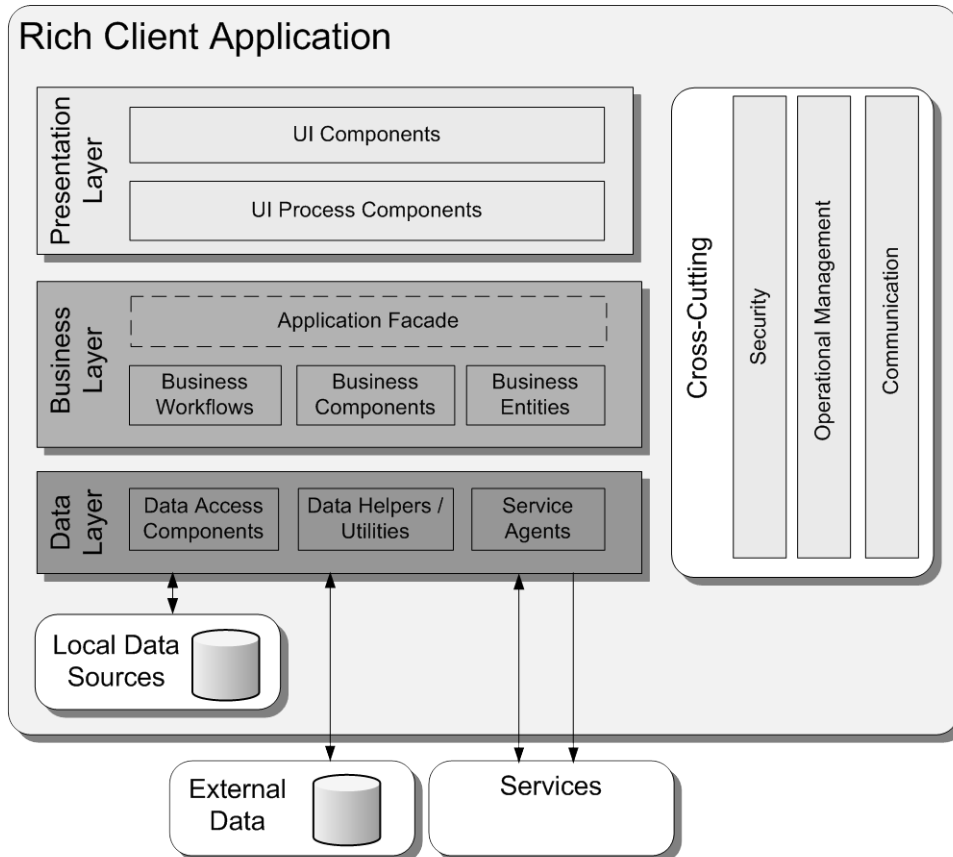 Rich Client Application
Presentation
Layer
UI Components
UI Process Components
Business
Layer
Application Facade
Business
Workflows
Business
Components
Business
Entities
Data
Layer
Data Access
Components
Data Helpers /
Utilities
Service
Agents
Cross-Cutting
Security
Operational Management
Communication
Local Data
Sources
External
Data
Services